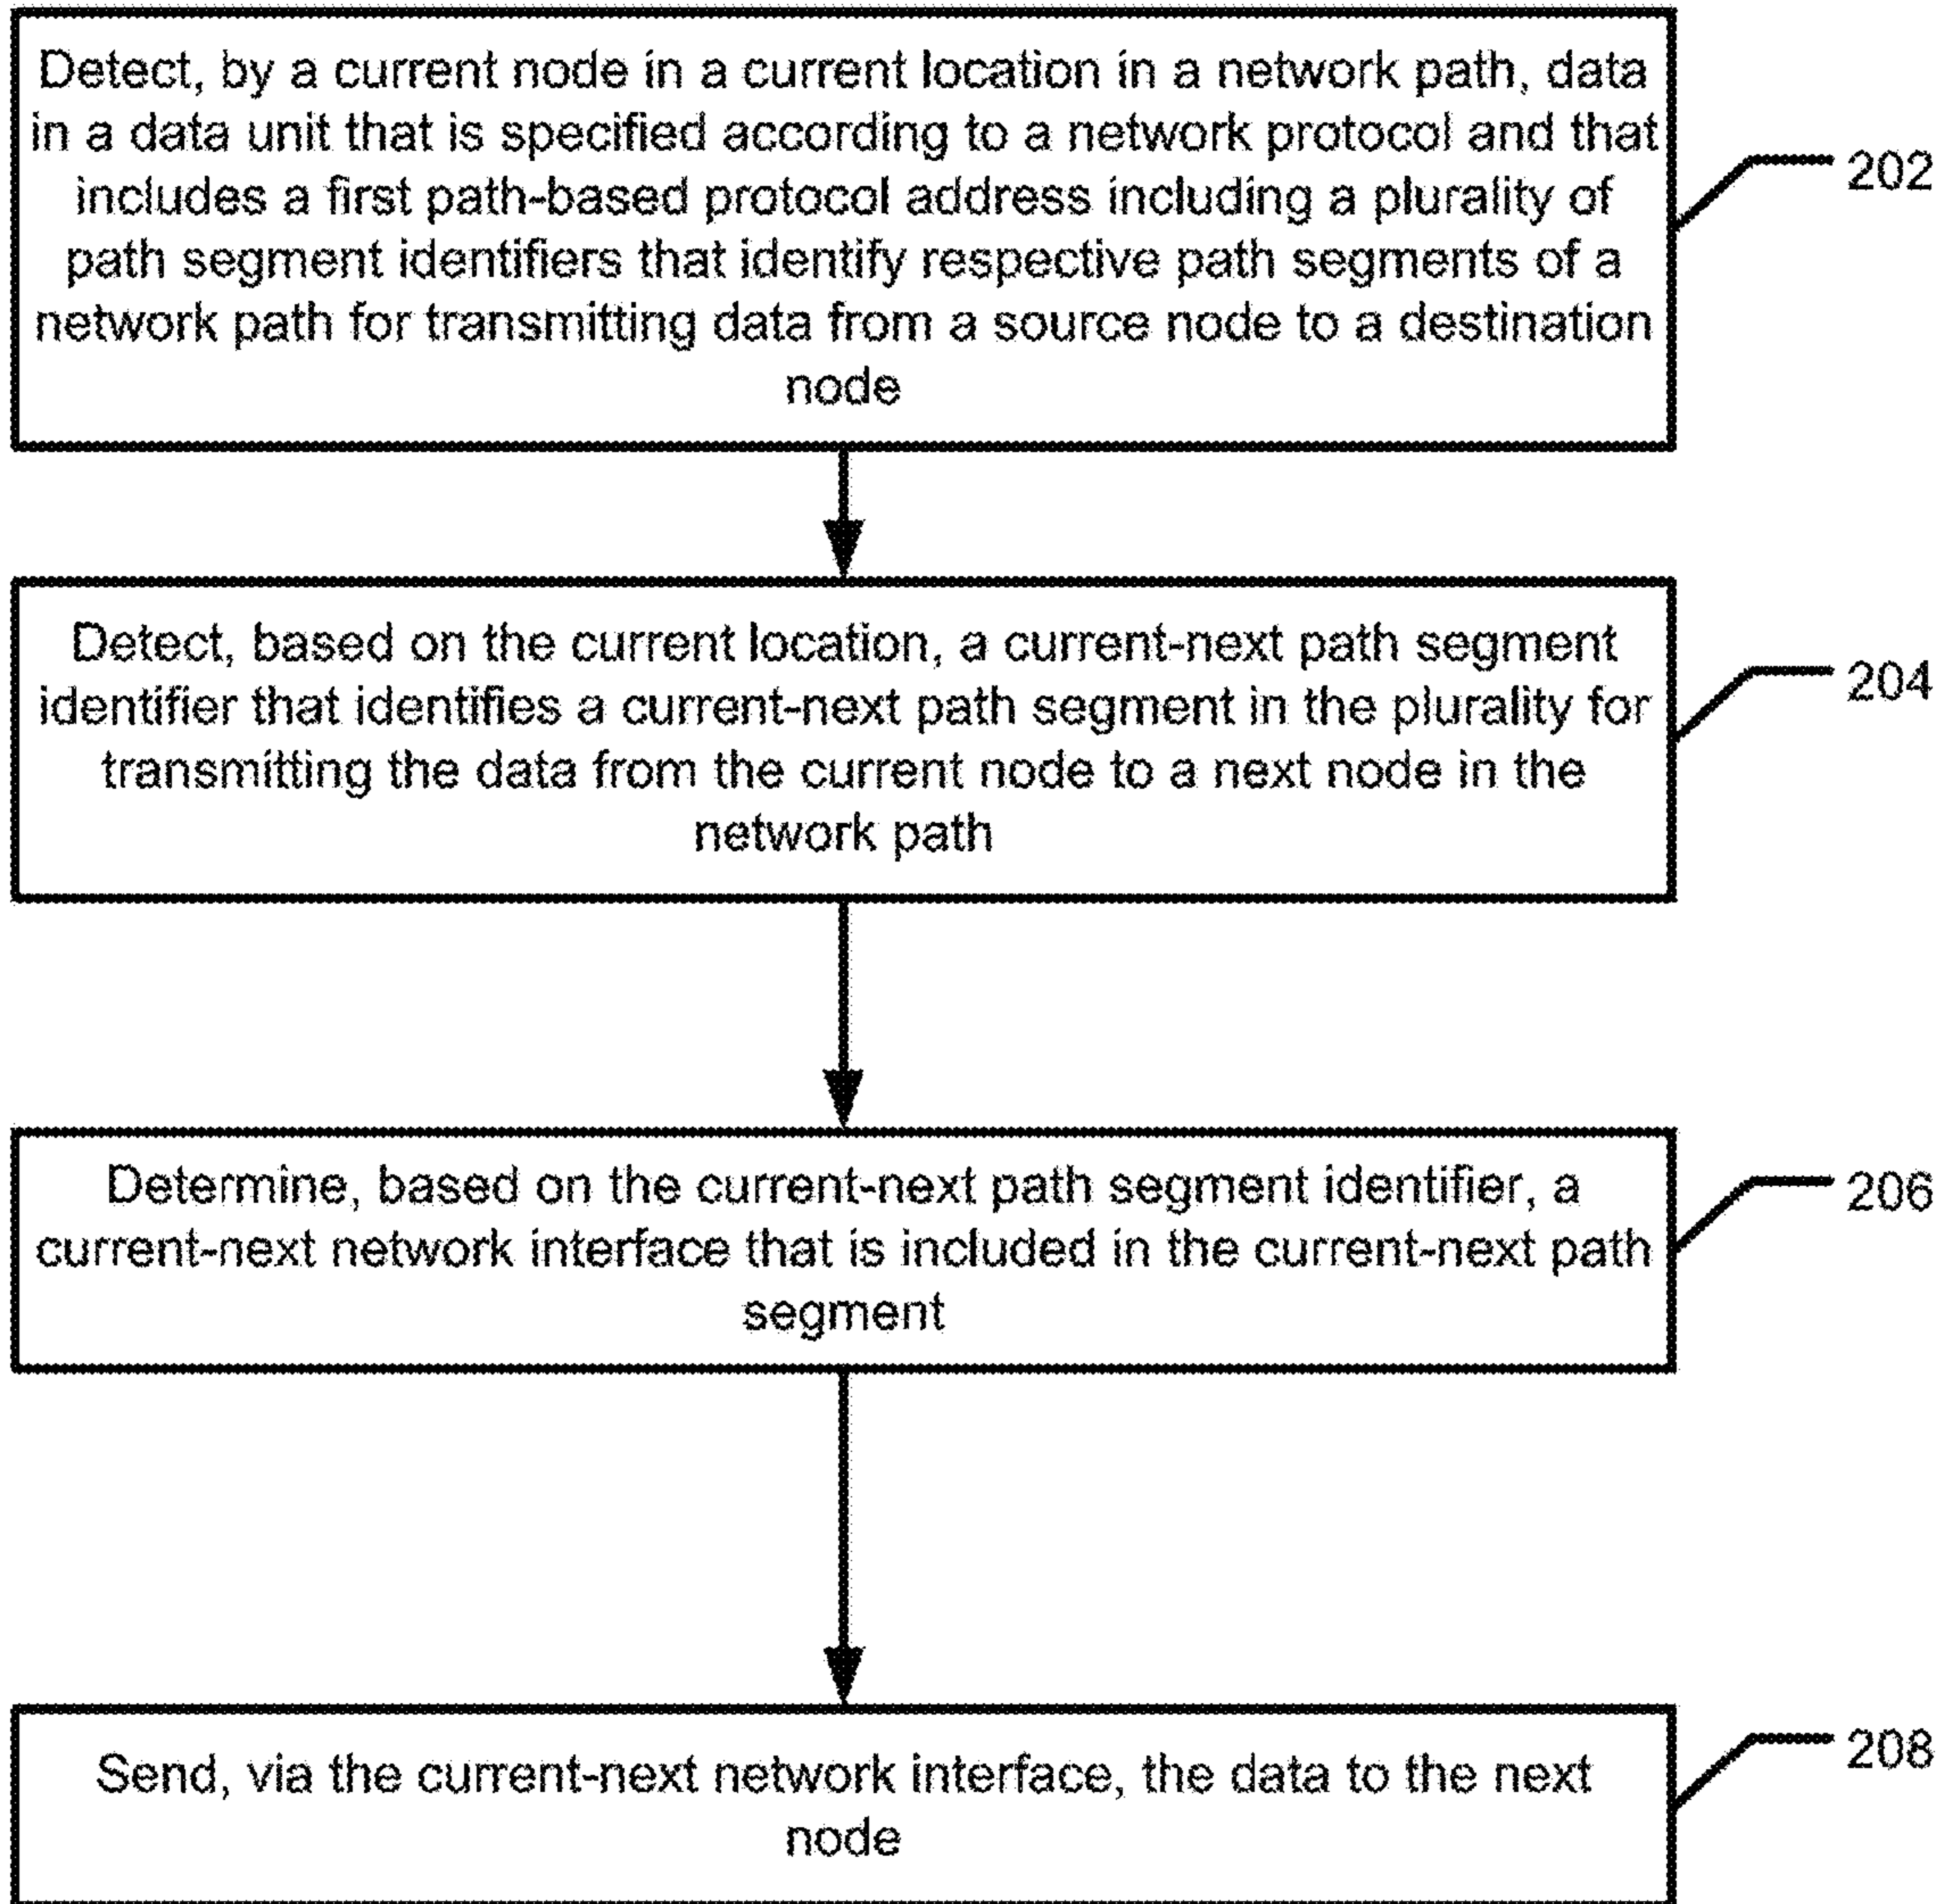 Detect, by a current node in a current location in a network path, data
in a data unit that is specified according to a network protocol and that
includes a first path-based protocol address including a plurality of
path segment identifiers that identify respective path segments of a
network path for transmitting data from a source node to a destination
node
202
Detect, based on the current location, a current-next path segment
identifier that identifies a current-next path segment in the plurality for
transmitting the data from the current node to a next node in the
network path
204
Determine, based on the current-next path segment identifier, a
current-next network interface that is included in the current-next path
segment
206
Send, via the current-next network interface, the data to the next
node
208